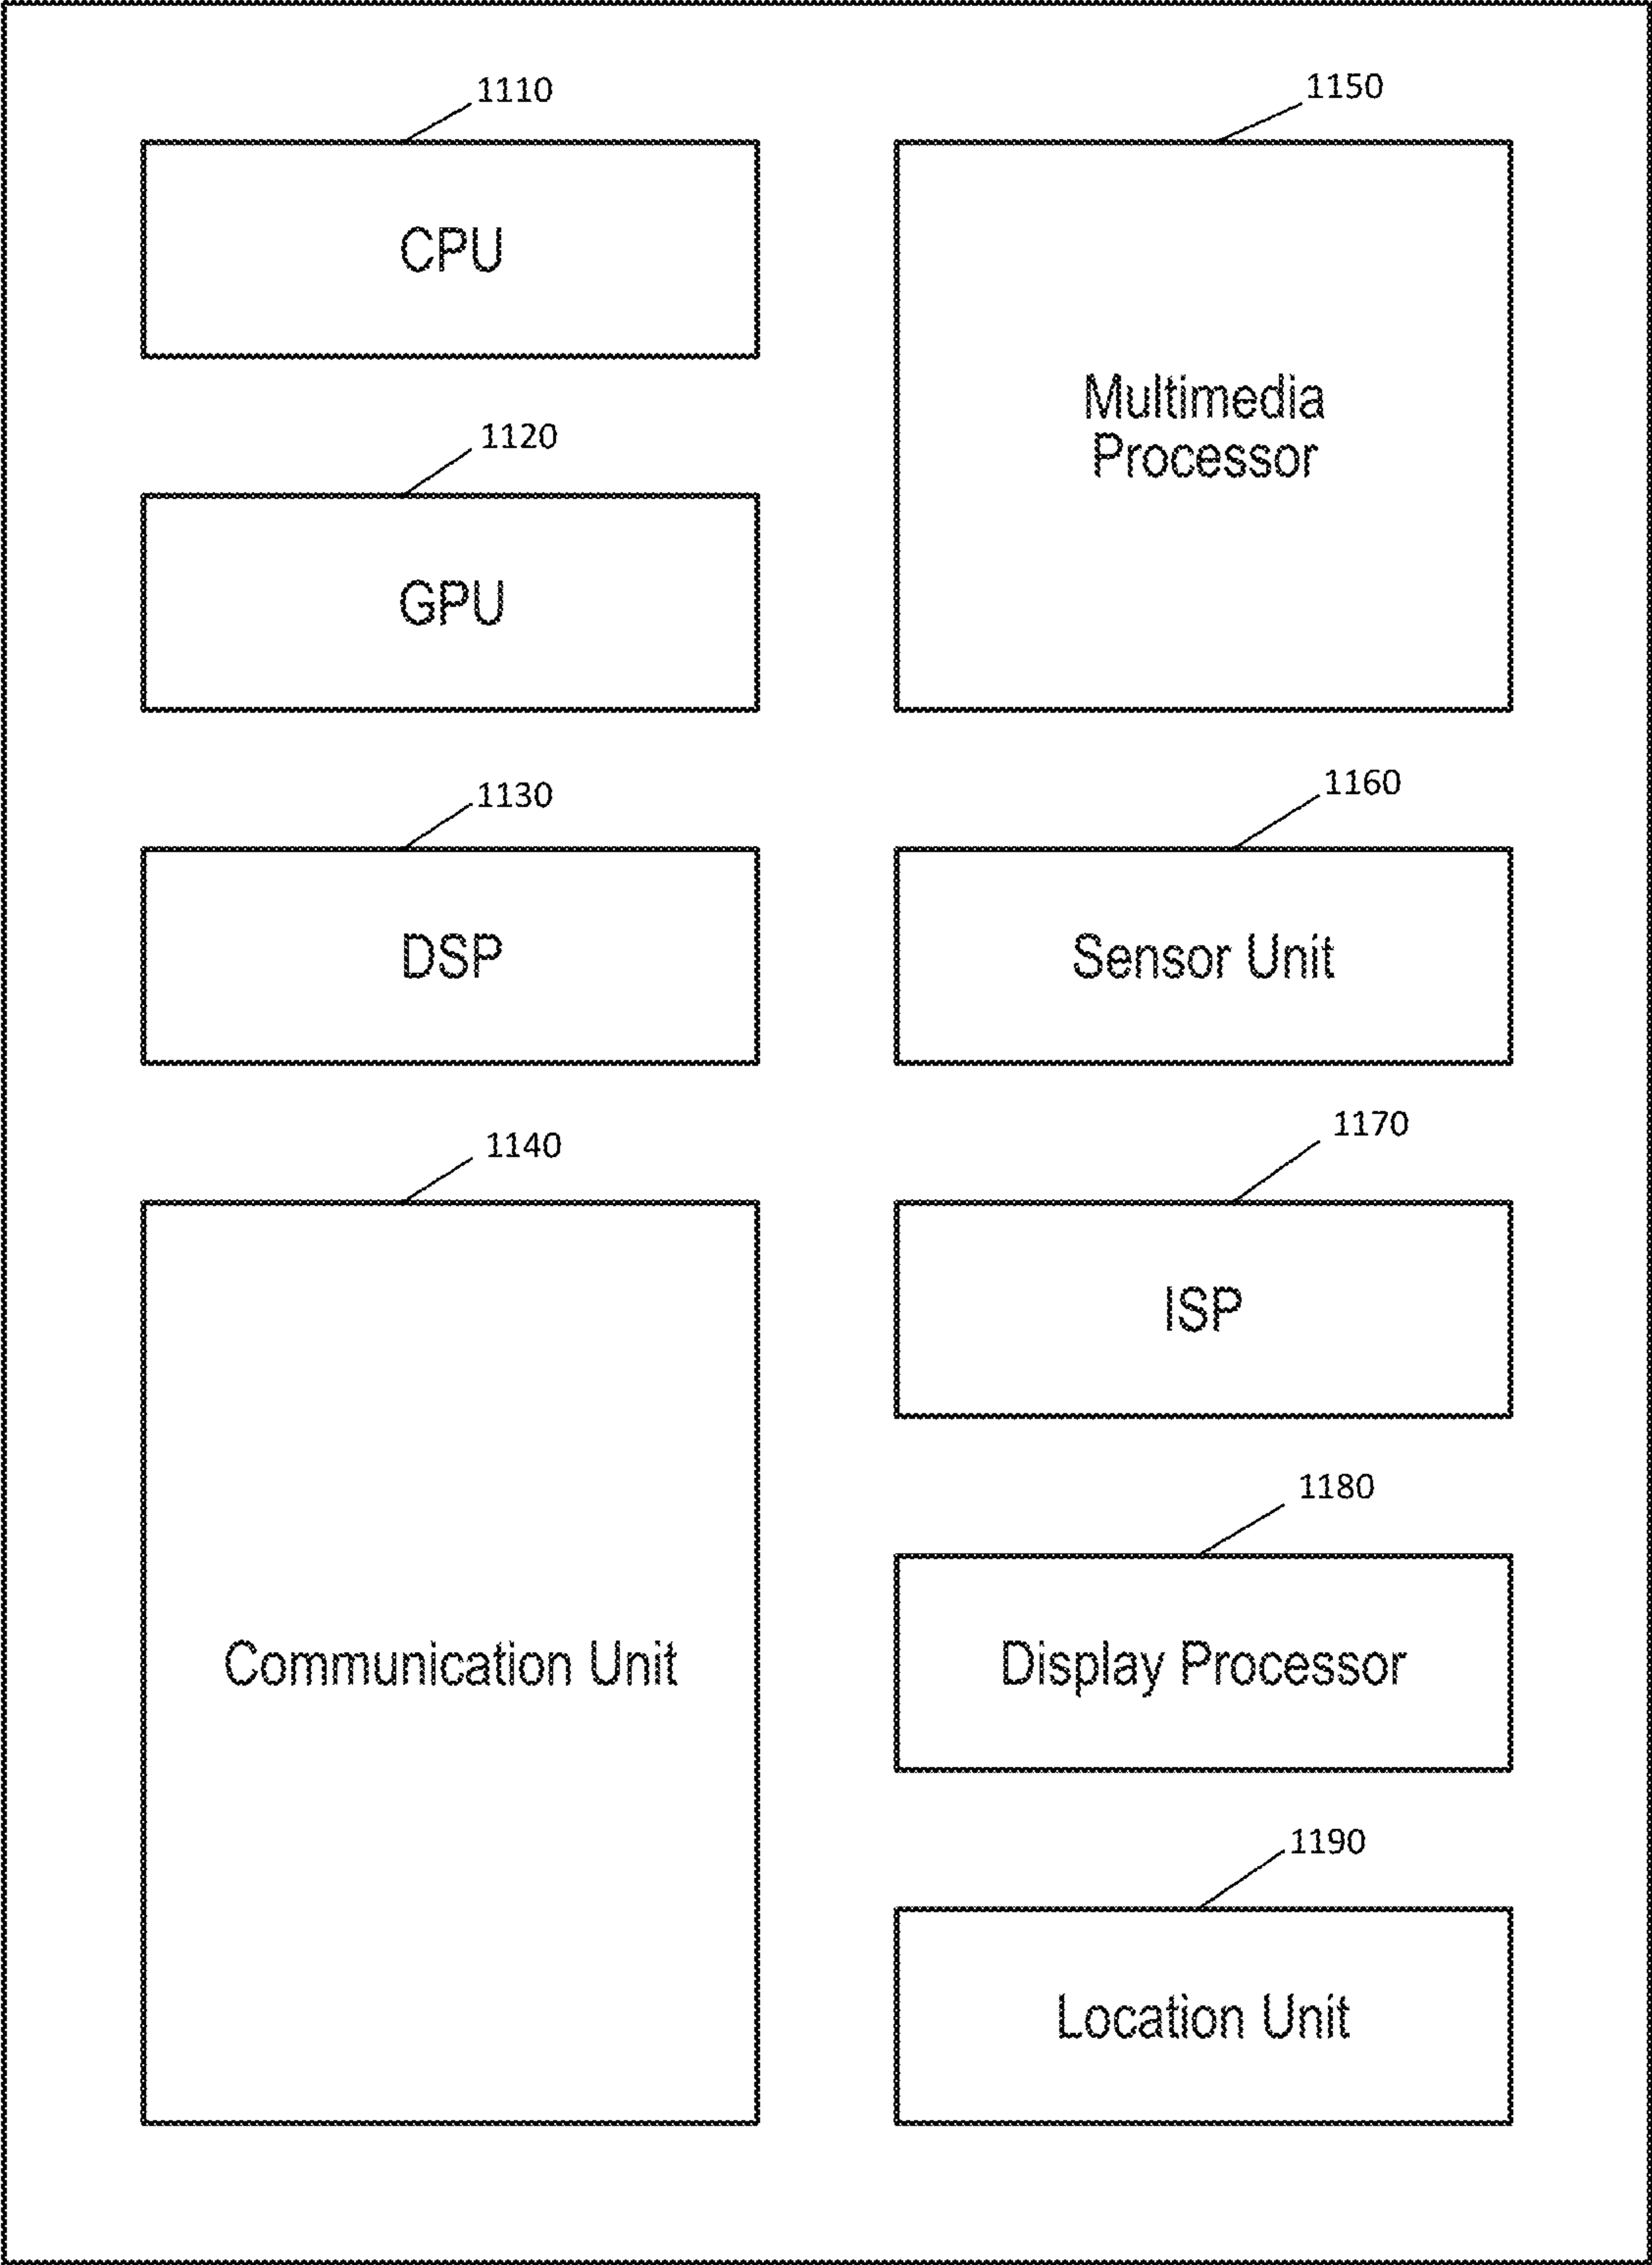 1110
CPU
1120
GPU
1130
DSP
1140
Communication Unit
1150
Multimedia
Processor
1160
Sensor Unit
1170
ISP
1180
Display Processor
1190
Location Unit